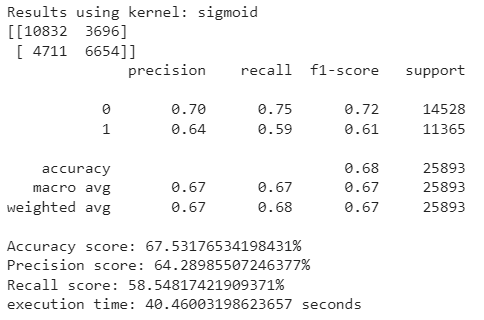 Results using kernel: sigmoid
[[10832  3696]
 [ 4711  6654]]
              precision    recall  f1-score   support

           0       0.70      0.75      0.72     14528
           1       0.64      0.59      0.61     11365

    accuracy                           0.68     25893
   macro avg       0.67      0.67      0.67     25893
weighted avg       0.67      0.68      0.67     25893

Accuracy score: 67.53176534198431%
Precision score: 64.28985507246377%
Recall score: 58.54817421909371%
execution time: 40.46003198623657 seconds